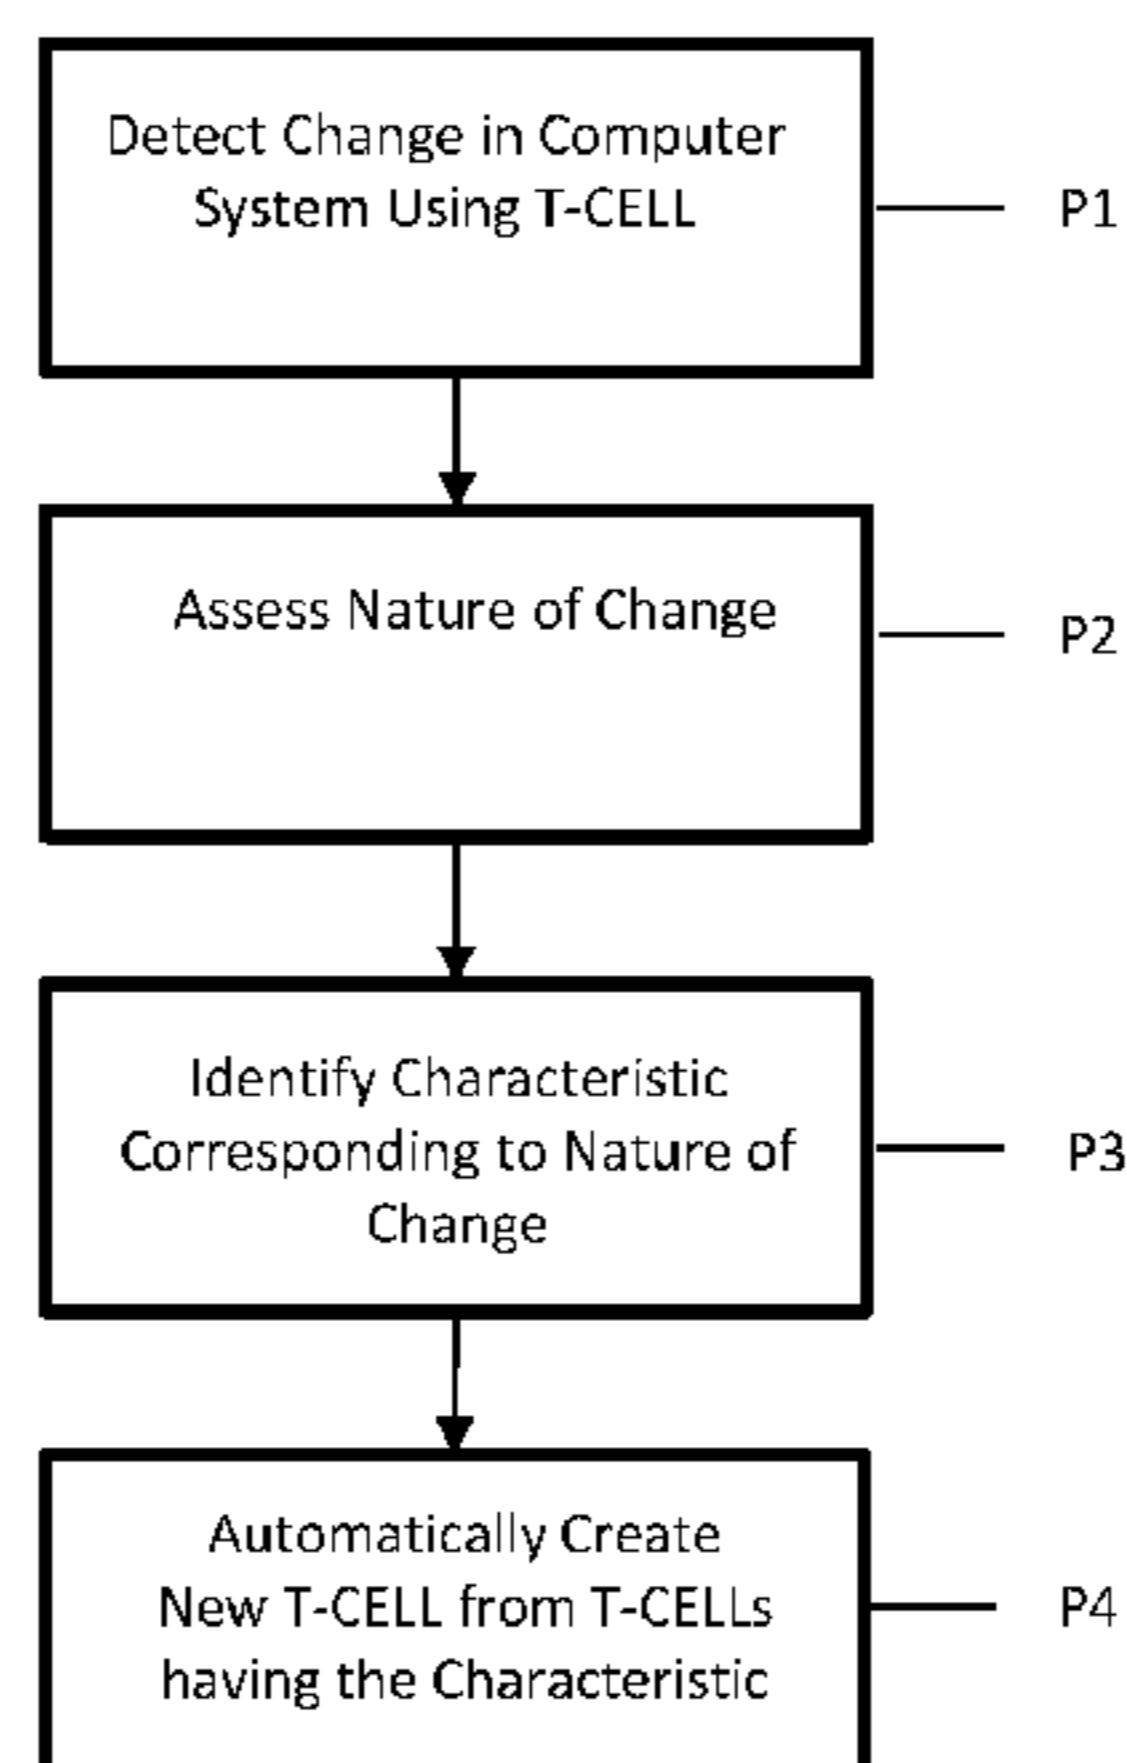 Detect Change in Computer
System Using T-CELL
P1
Assess Nature of Change
P2
Identify Characteristic
Corresponding to Nature of
Change
P3
Automatically Create
New T-CELL from T-CELLs
having the Characteristic
P4